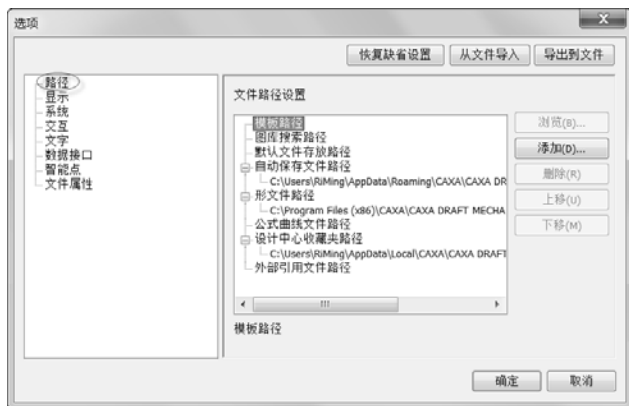 选项
恢复缺省设置 从文件导入 导出到文件
路径
显示
系统
交互
文字
数据接口
智能点
文件属性
文件路径设置
模板路径
图库搜索路径
默认文件存放路径
自动保存文件路径
C:\Users\RiMing\AppData\Roaming\CAXA\CAXA DR
形文件路径
C:\Program Files (x86)\CAXA\CAXA DRAFT MECHA
公式曲线文件路径
设计中心收藏夹路径
C:\Users\RiMing\AppData\Local\CAXA\CAXA DRAFT
外部引用文件路径
浏览(B)...
添加(D)...
删除(R)
上移(U)
下移(M)
模板路径
确定 取消